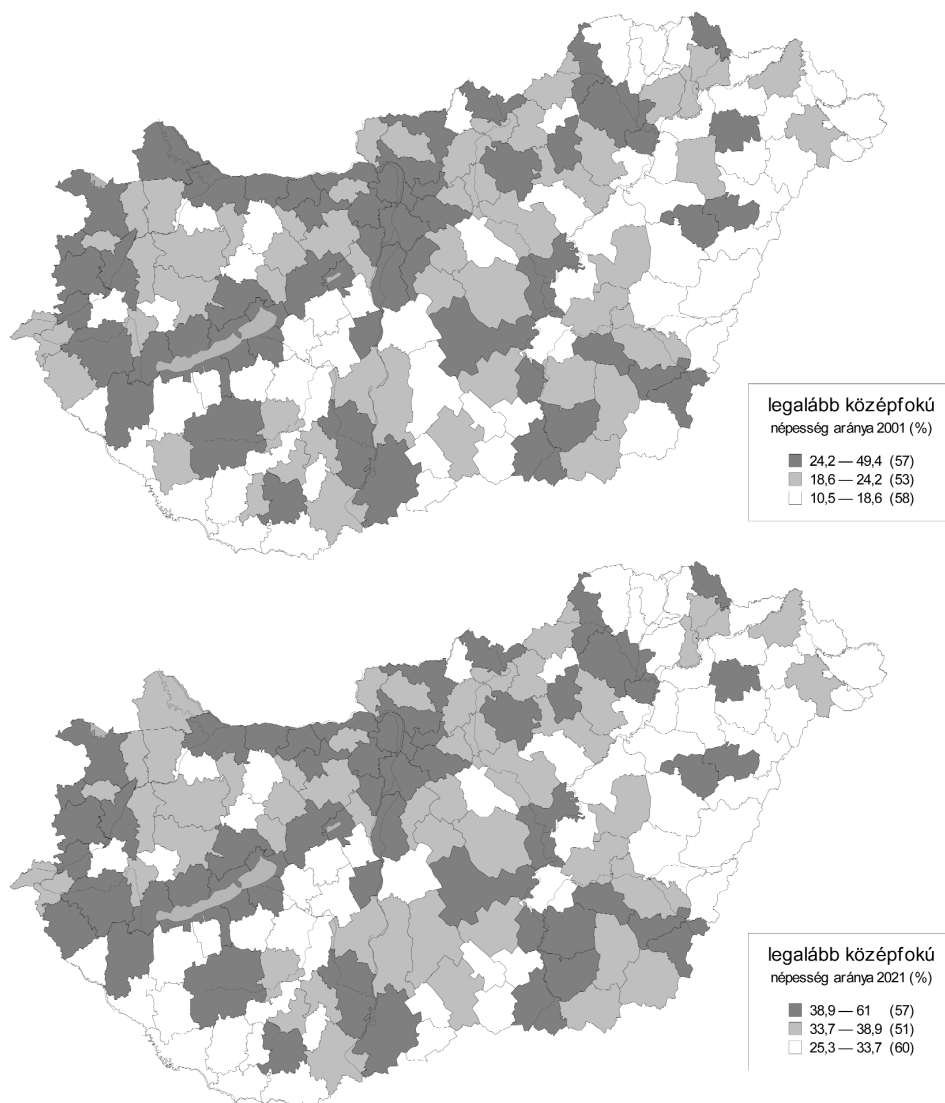 legalább középfokú
népesség aránya 2001 (%)
24,2 — 49,4 (57)
18,6 — 24,2 (53)
10,5 — 18,6 (58)
legalább középfokú
népesség aránya 2021 (%)
38,9 — 61 (57)
33,7 — 38,9 (51)
25,3 — 33,7 (60)